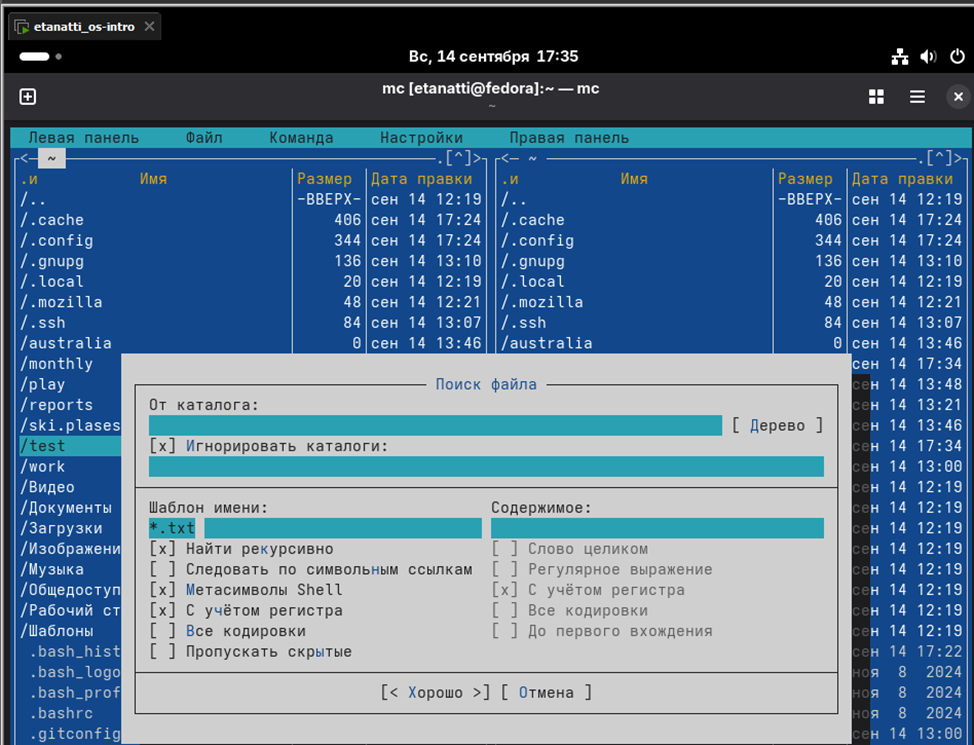 etanatti_os-intro
Вс, 14 сентября 17:35
mc [etanatti@fedora]:~ — mc
~
Левая панель Файл Команда Настройки Правая панель
<— ~ .[^]> <— ~ .[^]>
.и Имя Размер Дата правки .и Имя Размер Дата правки
/.. -ВВЕРХ- сен 14 12:19 /.. -ВВЕРХ- сен 14 12:19
/.cache 406 сен 14 17:24 /.cache 406 сен 14 17:24
/.config 344 сен 14 17:24 /.config 344 сен 14 17:24
/.gnupg 136 сен 14 13:10 /.gnupg 136 сен 14 13:10
/.local 20 сен 14 12:19 /.local 20 сен 14 12:19
/.mozilla 48 сен 14 12:21 /.mozilla 48 сен 14 12:21
/.ssh 84 сен 14 13:07 /.ssh 84 сен 14 13:07
/australia 0 сен 14 13:46 /australia 0 сен 14 13:46
/monthly сен 14 17:34
/play Поиск файла сен 14 13:48
/reports От каталога: сен 14 13:21
/ski.plases [ Дерево ] сен 14 13:46
/test [x] Игнорировать каталоги: сен 14 17:34
/work сен 14 13:00
/Видео сен 14 12:19
/Документы Шаблон имени: Содержимое: сен 14 12:19
/Загрузки *.txt сен 14 12:19
/Изображени [x] Найти рекурсивно [ ] Слово целиком сен 14 12:19
/Музыка [ ] Следовать по символьным ссылкам [ ] Регулярное выражение сен 14 12:19
/Общедоступ [x] Метасимволы Shell [x] С учётом регистра сен 14 12:19
/Рабочий ст [x] С учётом регистра [ ] Все кодировки сен 14 12:19
/Шаблоны [ ] Все кодировки [ ] До первого вхождения сен 14 12:19
.bash_hist [ ] Пропускать скрытые сен 14 17:22
.bash_logo ноя 8 2024
.bash_prof [< Хорошо >] [ Отмена ] ноя 8 2024
.bashrc ноя 8 2024
.gitconfig сен 14 13:00